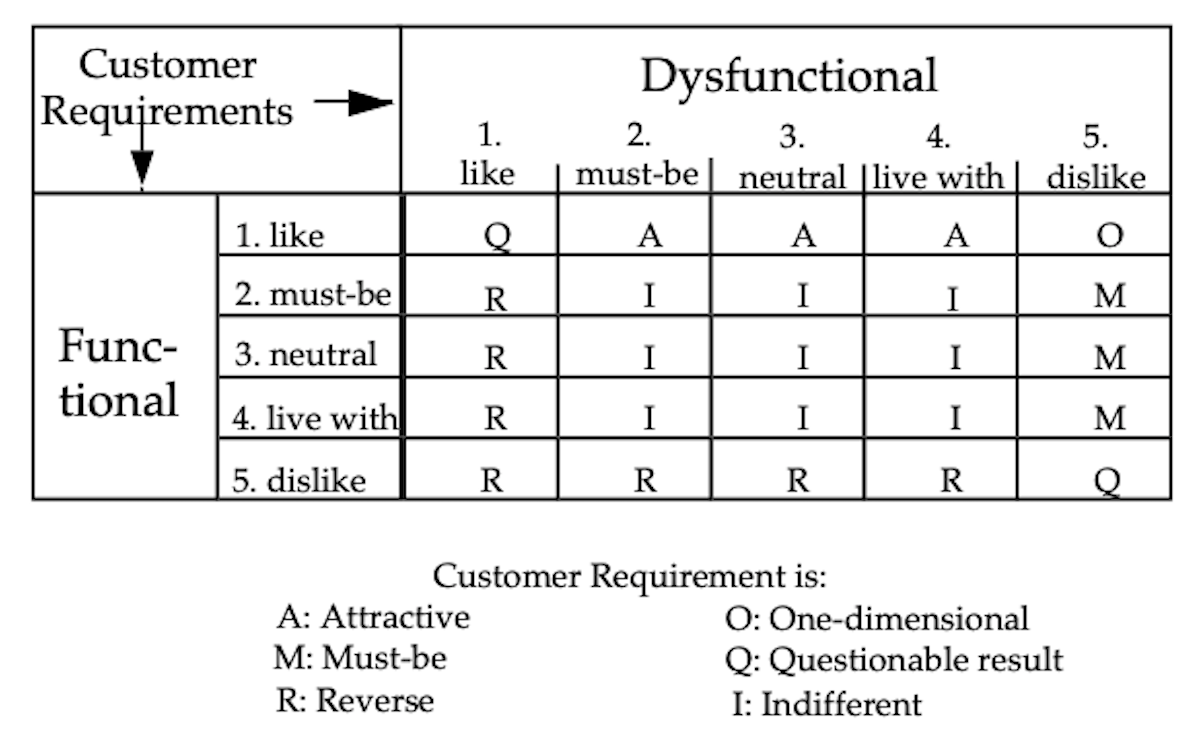 Customer
Requirements
Dysfunctional
1. 2. 3. 4. 5.
like must-be neutral live with dislike
Func-
tional
1. like Q A A A O
2. must-be R I I I M
3. neutral R I I I M
4. live with R I I I M
5. dislike R R R R Q
Customer Requirement is:
A: Attractive O: One-dimensional
M: Must-be Q: Questionable result
R: Reverse I: Indifferent